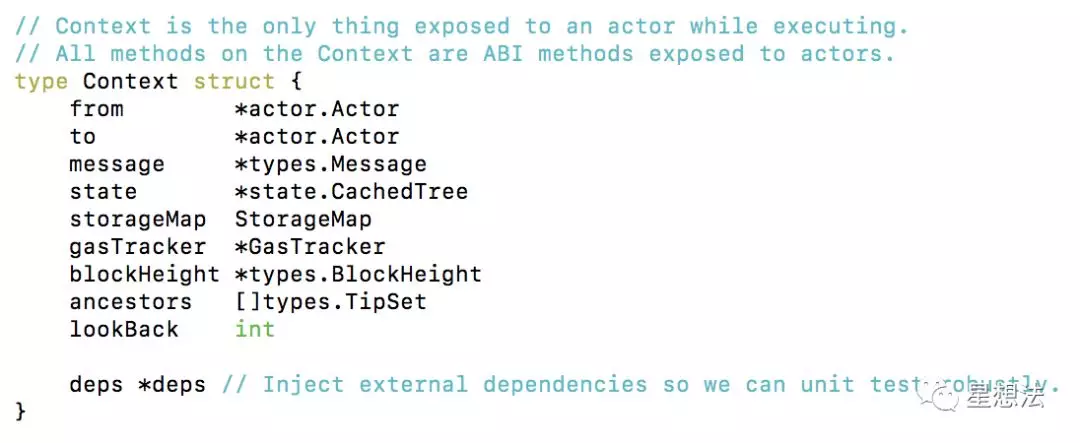 // Context is the only thing exposed to an actor while executing.
// All methods on the Context are ABI methods exposed to actors.
type Context struct {
    from        *actor.Actor
    to          *actor.Actor
    message     *types.Message
    state       *state.CachedTree
    storageMap  StorageMap
    gasTracker  *GasTracker
    blockHeight *types.BlockHeight
    ancestors   []types.TipSet
    lookBack    int
    deps *deps // Inject external dependencies so we can unit test robustly.
}
星想法